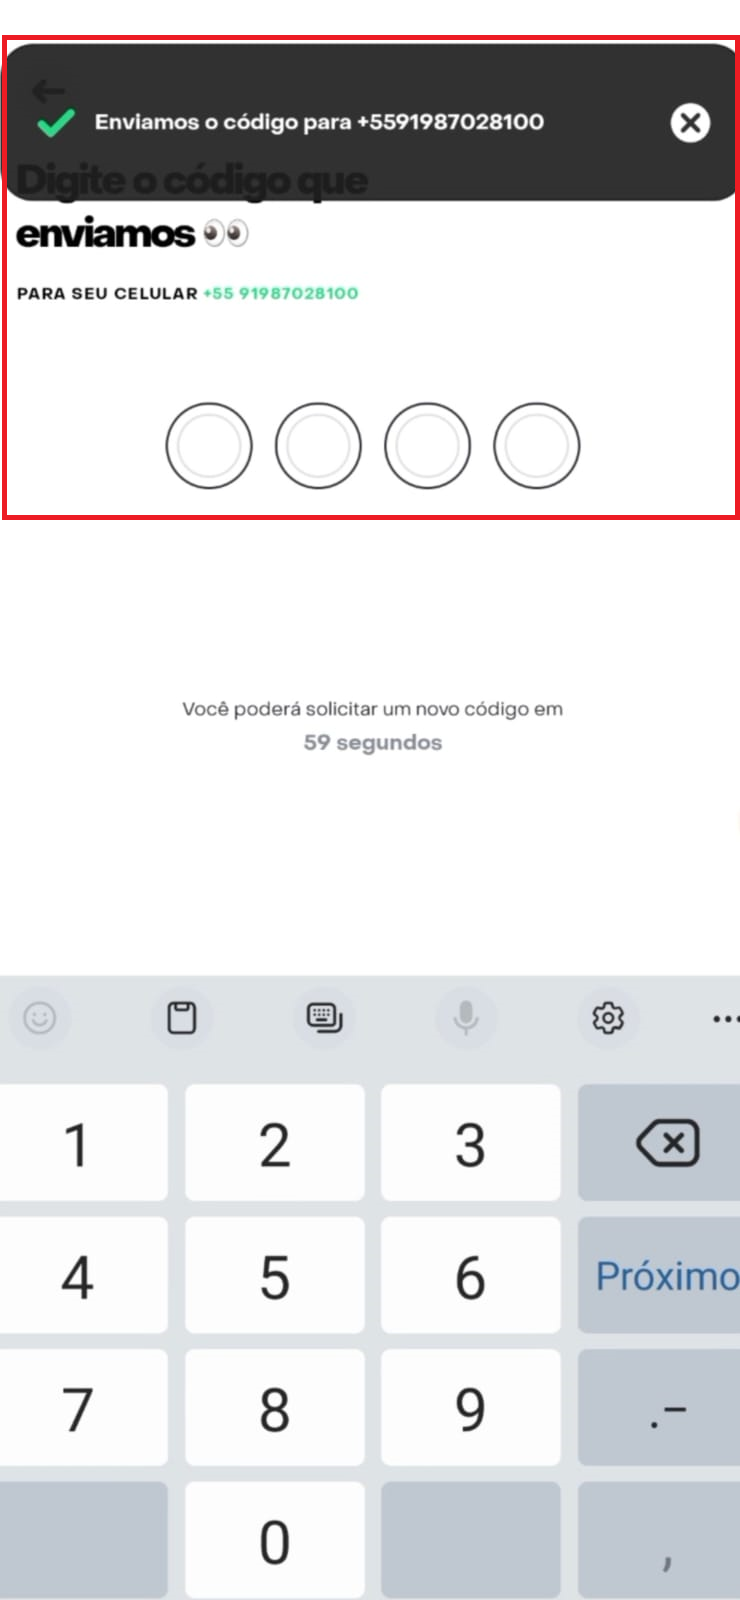 Enviamos o código para +5591987028100
Digite o código que
enviamos 👀
PARA SEU CELULAR +55 91987028100
Você poderá solicitar um novo código em
59 segundos
1 2 3
4 5 6 Próximo
7 8 9 .-
0 ,